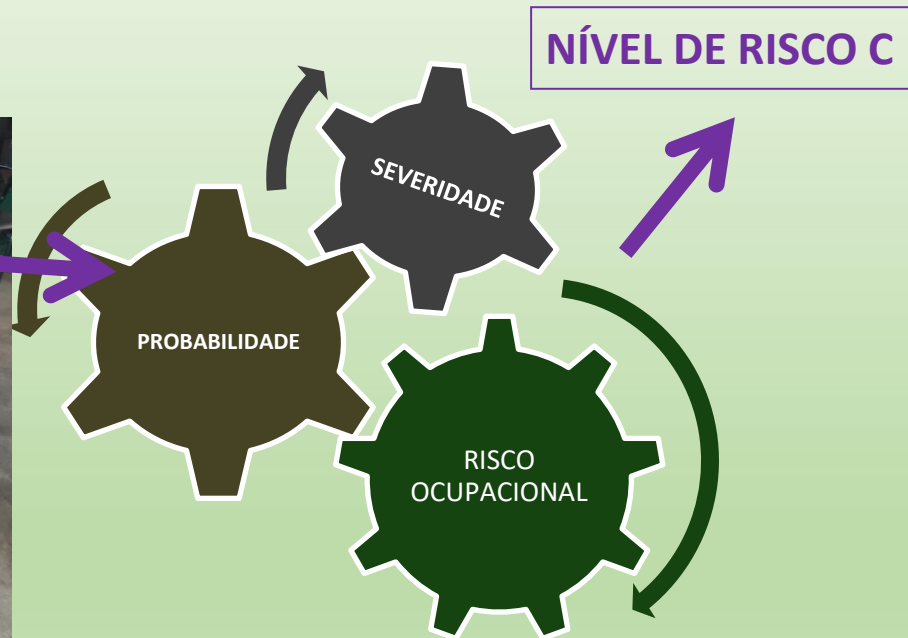 NÍVEL DE RISCO C
SEVERIDADE
PROBABILIDADE
RISCO
OCUPACIONAL